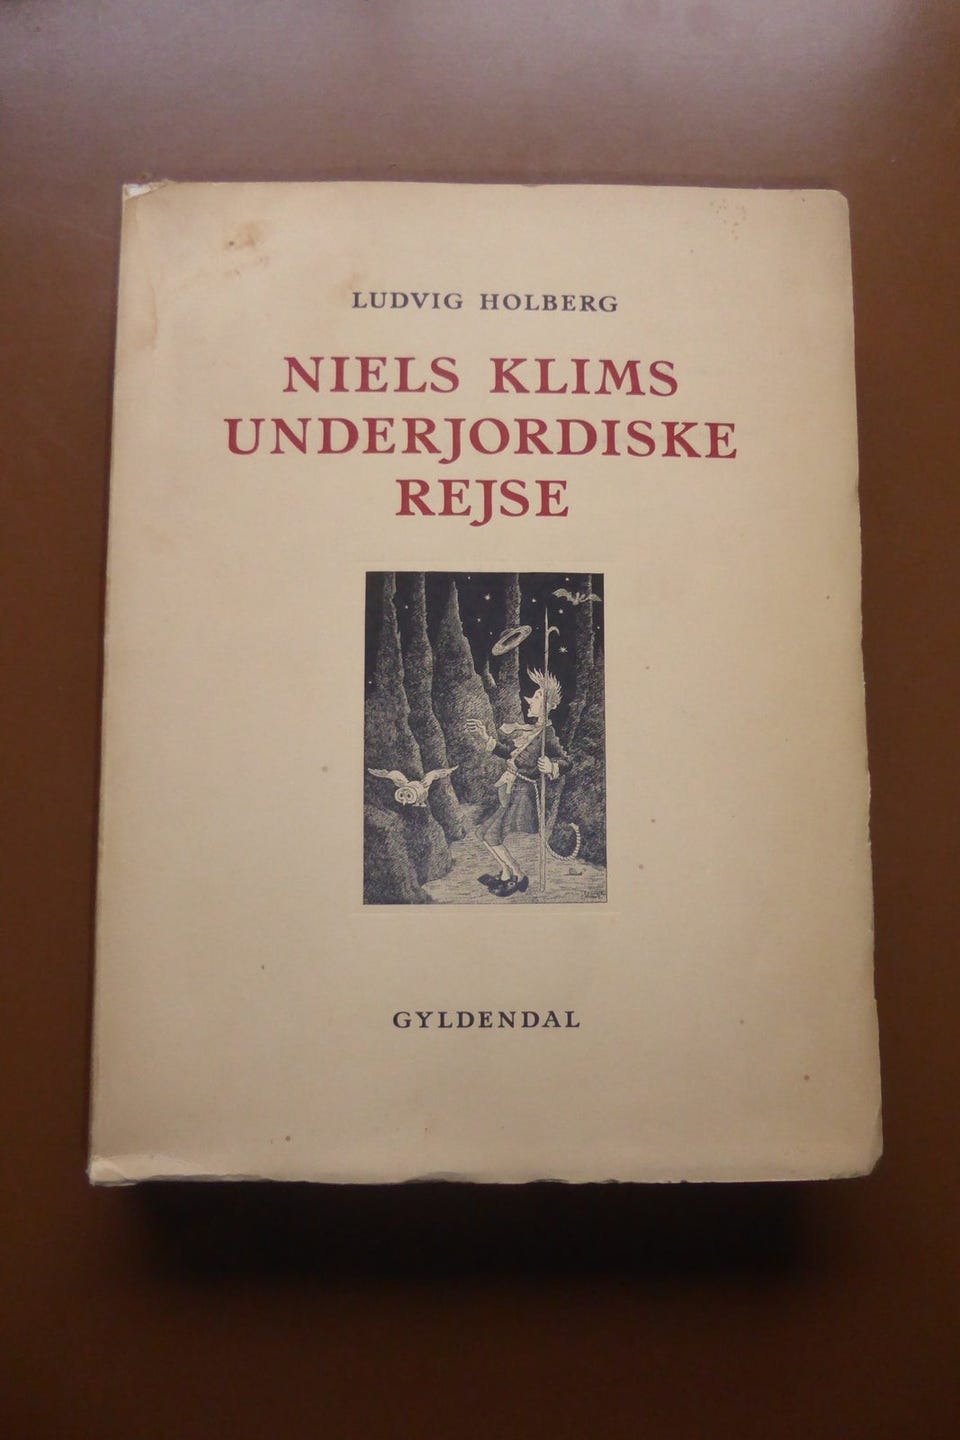 LUDVIG HOLBERG
NIELS KLIMS
UNDERJORDISKE
REJSE
GYLDENDAL